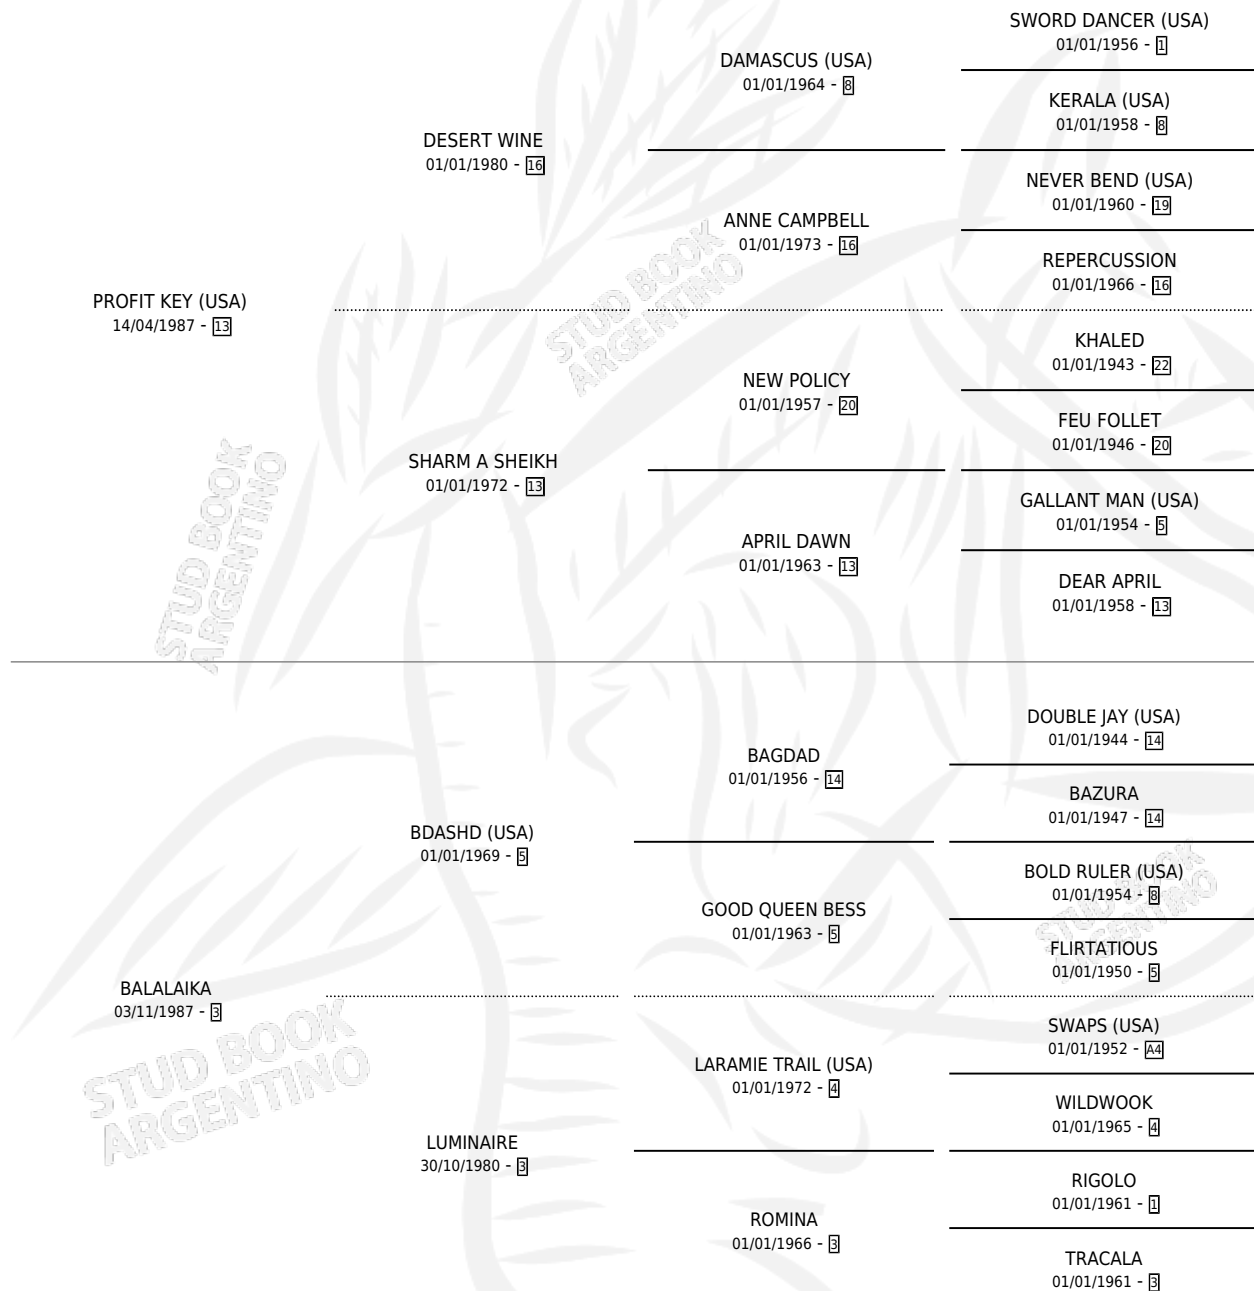 SWORD DANCER (USA)
01/01/1956 - 1
DAMASCUS (USA)
01/01/1964 - 8
KERALA (USA)
01/01/1958 - 8
DESERT WINE
01/01/1980 - 16
NEVER BEND (USA)
01/01/1960 - 19
ANNE CAMPBELL
01/01/1973 - 16
REPERCUSSION
01/01/1966 - 16
PROFIT KEY (USA)
14/04/1987 - 13
KHALED
01/01/1943 - 22
NEW POLICY
01/01/1957 - 20
FEU FOLLET
01/01/1946 - 20
SHARM A SHEIKH
01/01/1972 - 13
GALLANT MAN (USA)
01/01/1954 - 5
APRIL DAWN
01/01/1963 - 13
DEAR APRIL
01/01/1958 - 13
DOUBLE JAY (USA)
01/01/1944 - 14
BAGDAD
01/01/1956 - 14
BAZURA
01/01/1947 - 14
BDASHD (USA)
01/01/1969 - 5
BOLD RULER (USA)
01/01/1954 - 8
GOOD QUEEN BESS
01/01/1963 - 5
FLIRTATIOUS
01/01/1950 - 5
BALALAIKA
03/11/1987 - 3
SWAPS (USA)
01/01/1952 - A4
LARAMIE TRAIL (USA)
01/01/1972 - 4
WILDWOOK
01/01/1965 - 4
LUMINAIRE
30/10/1980 - 3
RIGOLO
01/01/1961 - 1
ROMINA
01/01/1966 - 3
TRACALA
01/01/1961 - 3
STUD BOOK
ARGENTINO
STUD BOOK
ARGENTINO
STUD BOOK
ARGENTINO
STUD BOOK
ARGENTINO